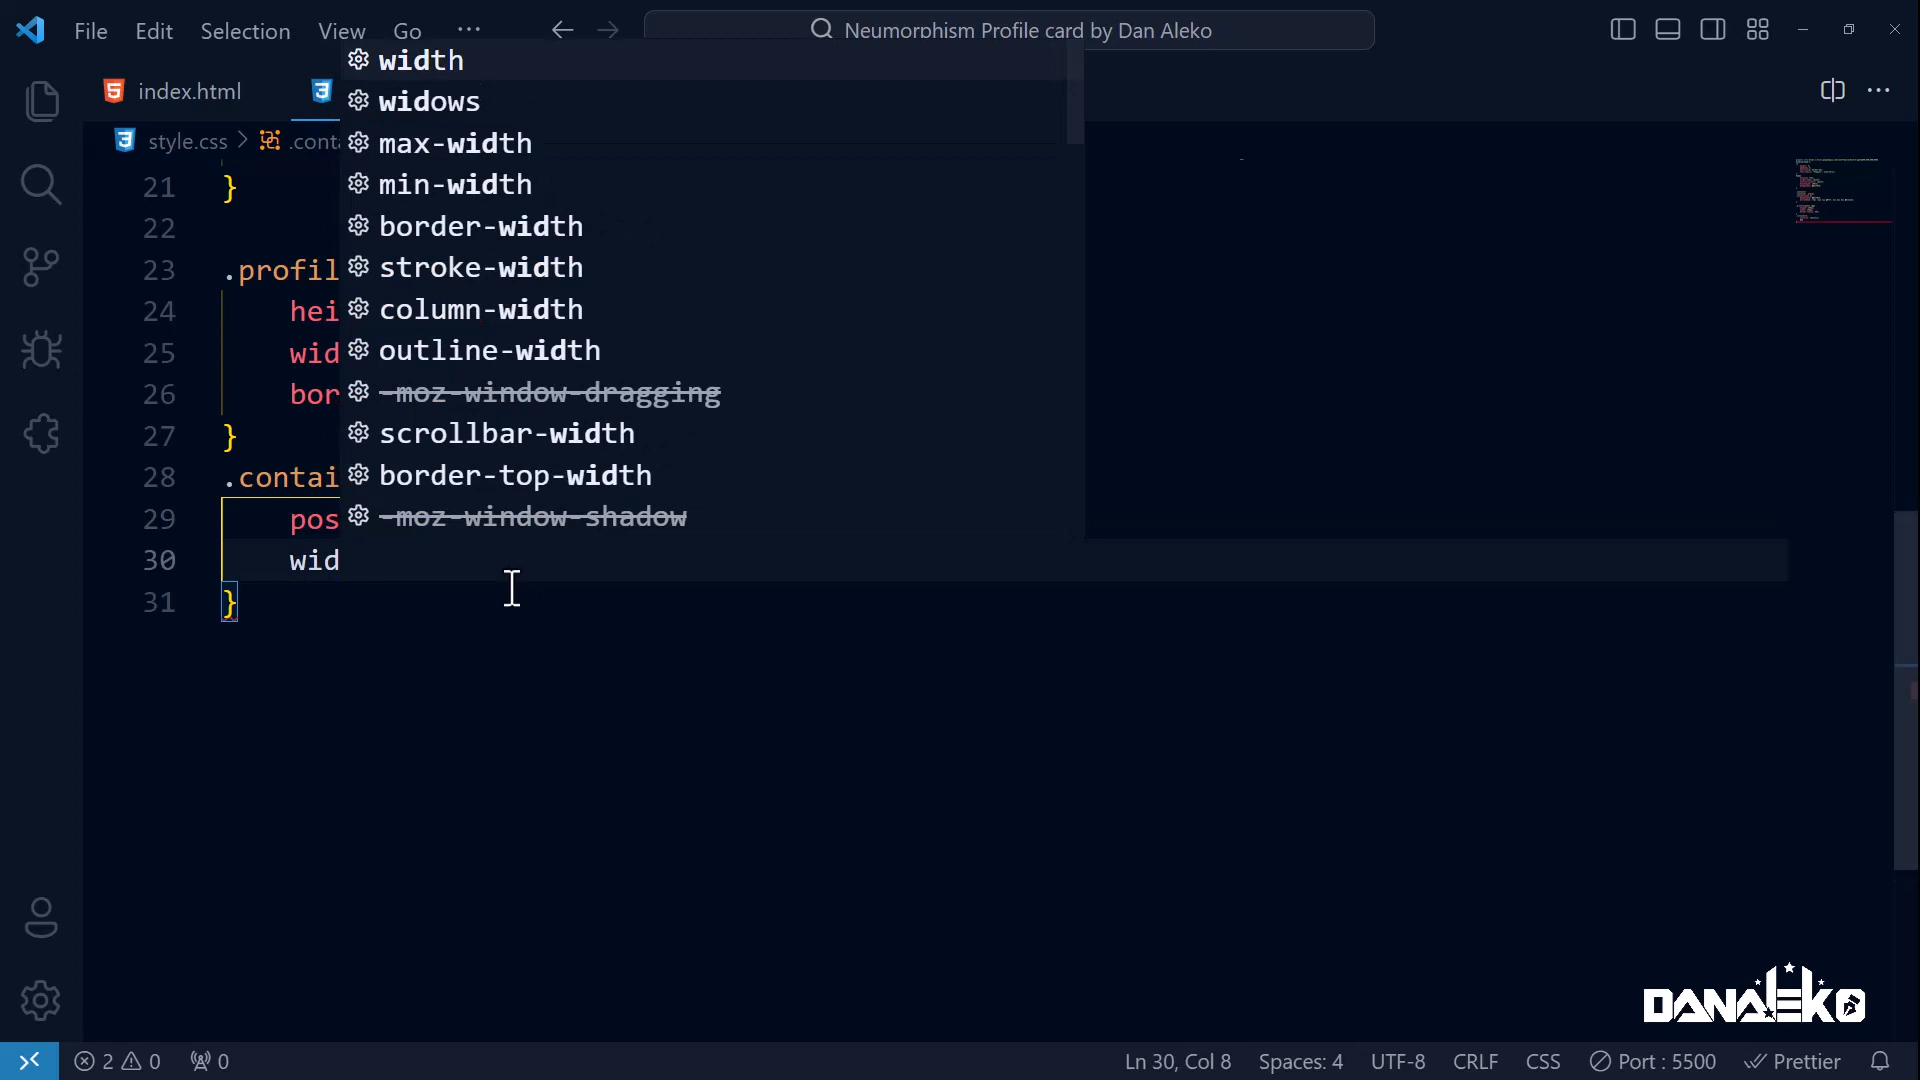 File Edit Selection View Go ··· Neumorphism Profile card by Dan Aleko
index.html
style.css > .conta
width
widows
max-width
min-width
border-width
stroke-width
column-width
outline-width
-moz-window-dragging
scrollbar-width
border-top-width
-moz-window-shadow
21 }
22
23 .profil
24 hei
25 wid
26 bor
27 }
28 .contai
29 pos
30 wid
31 }
DANALEKO
2 0 0 Ln 30, Col 8 Spaces: 4 UTF-8 CRLF CSS Port : 5500 Prettier